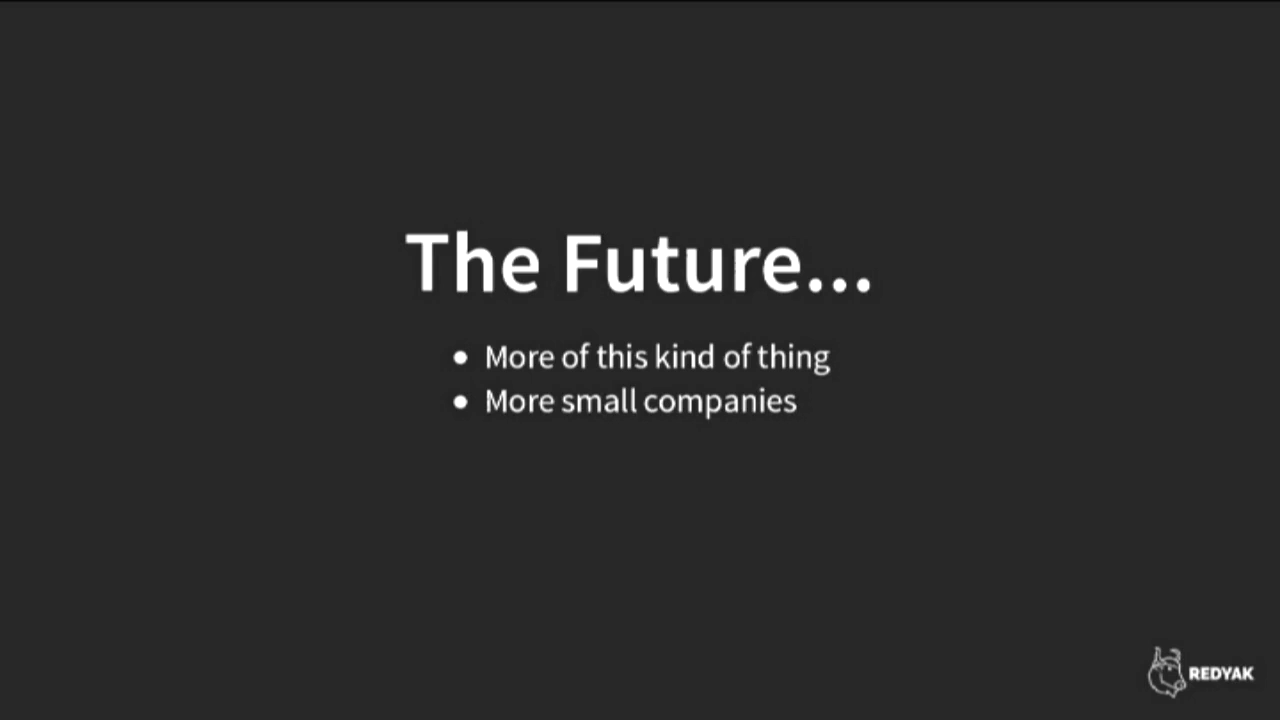 The Future...
More of this kind of thing
More small companies
REDYAK